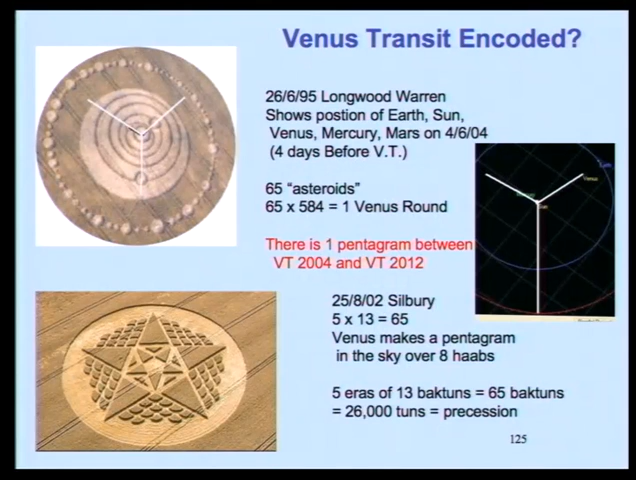 Venus Transit Encoded?
26/6/95 Longwood Warren
Shows postion of Earth, Sun,
Venus, Mercury, Mars on 4/6/04
(4 days Before V.T.)
65 “asteroids”
65 x 584 = 1 Venus Round
There is 1 pentagram between
VT 2004 and VT 2012
Venus
Sun
25/8/02 Silbury
5 x 13 = 65
Venus makes a pentagram
in the sky over 8 haabs
5 eras of 13 baktuns = 65 baktuns
= 26,000 tuns = precession
125